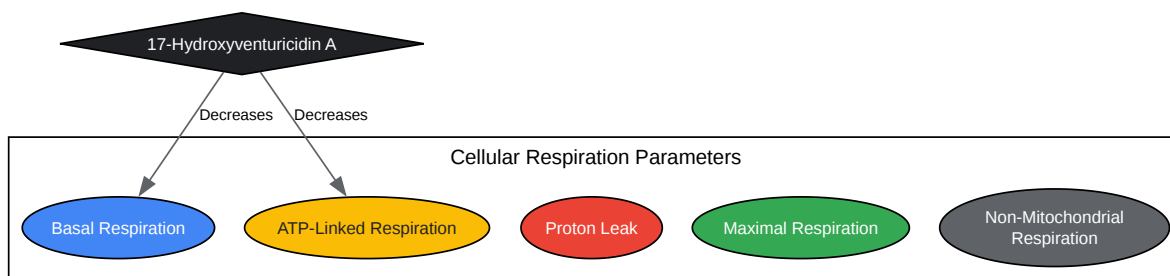 17-Hydroxyventuricidin A
Decreases
Decreases
Cellular Respiration Parameters
Basal Respiration
ATP-Linked Respiration
Proton Leak
Maximal Respiration
Non-Mitochondrial
Respiration